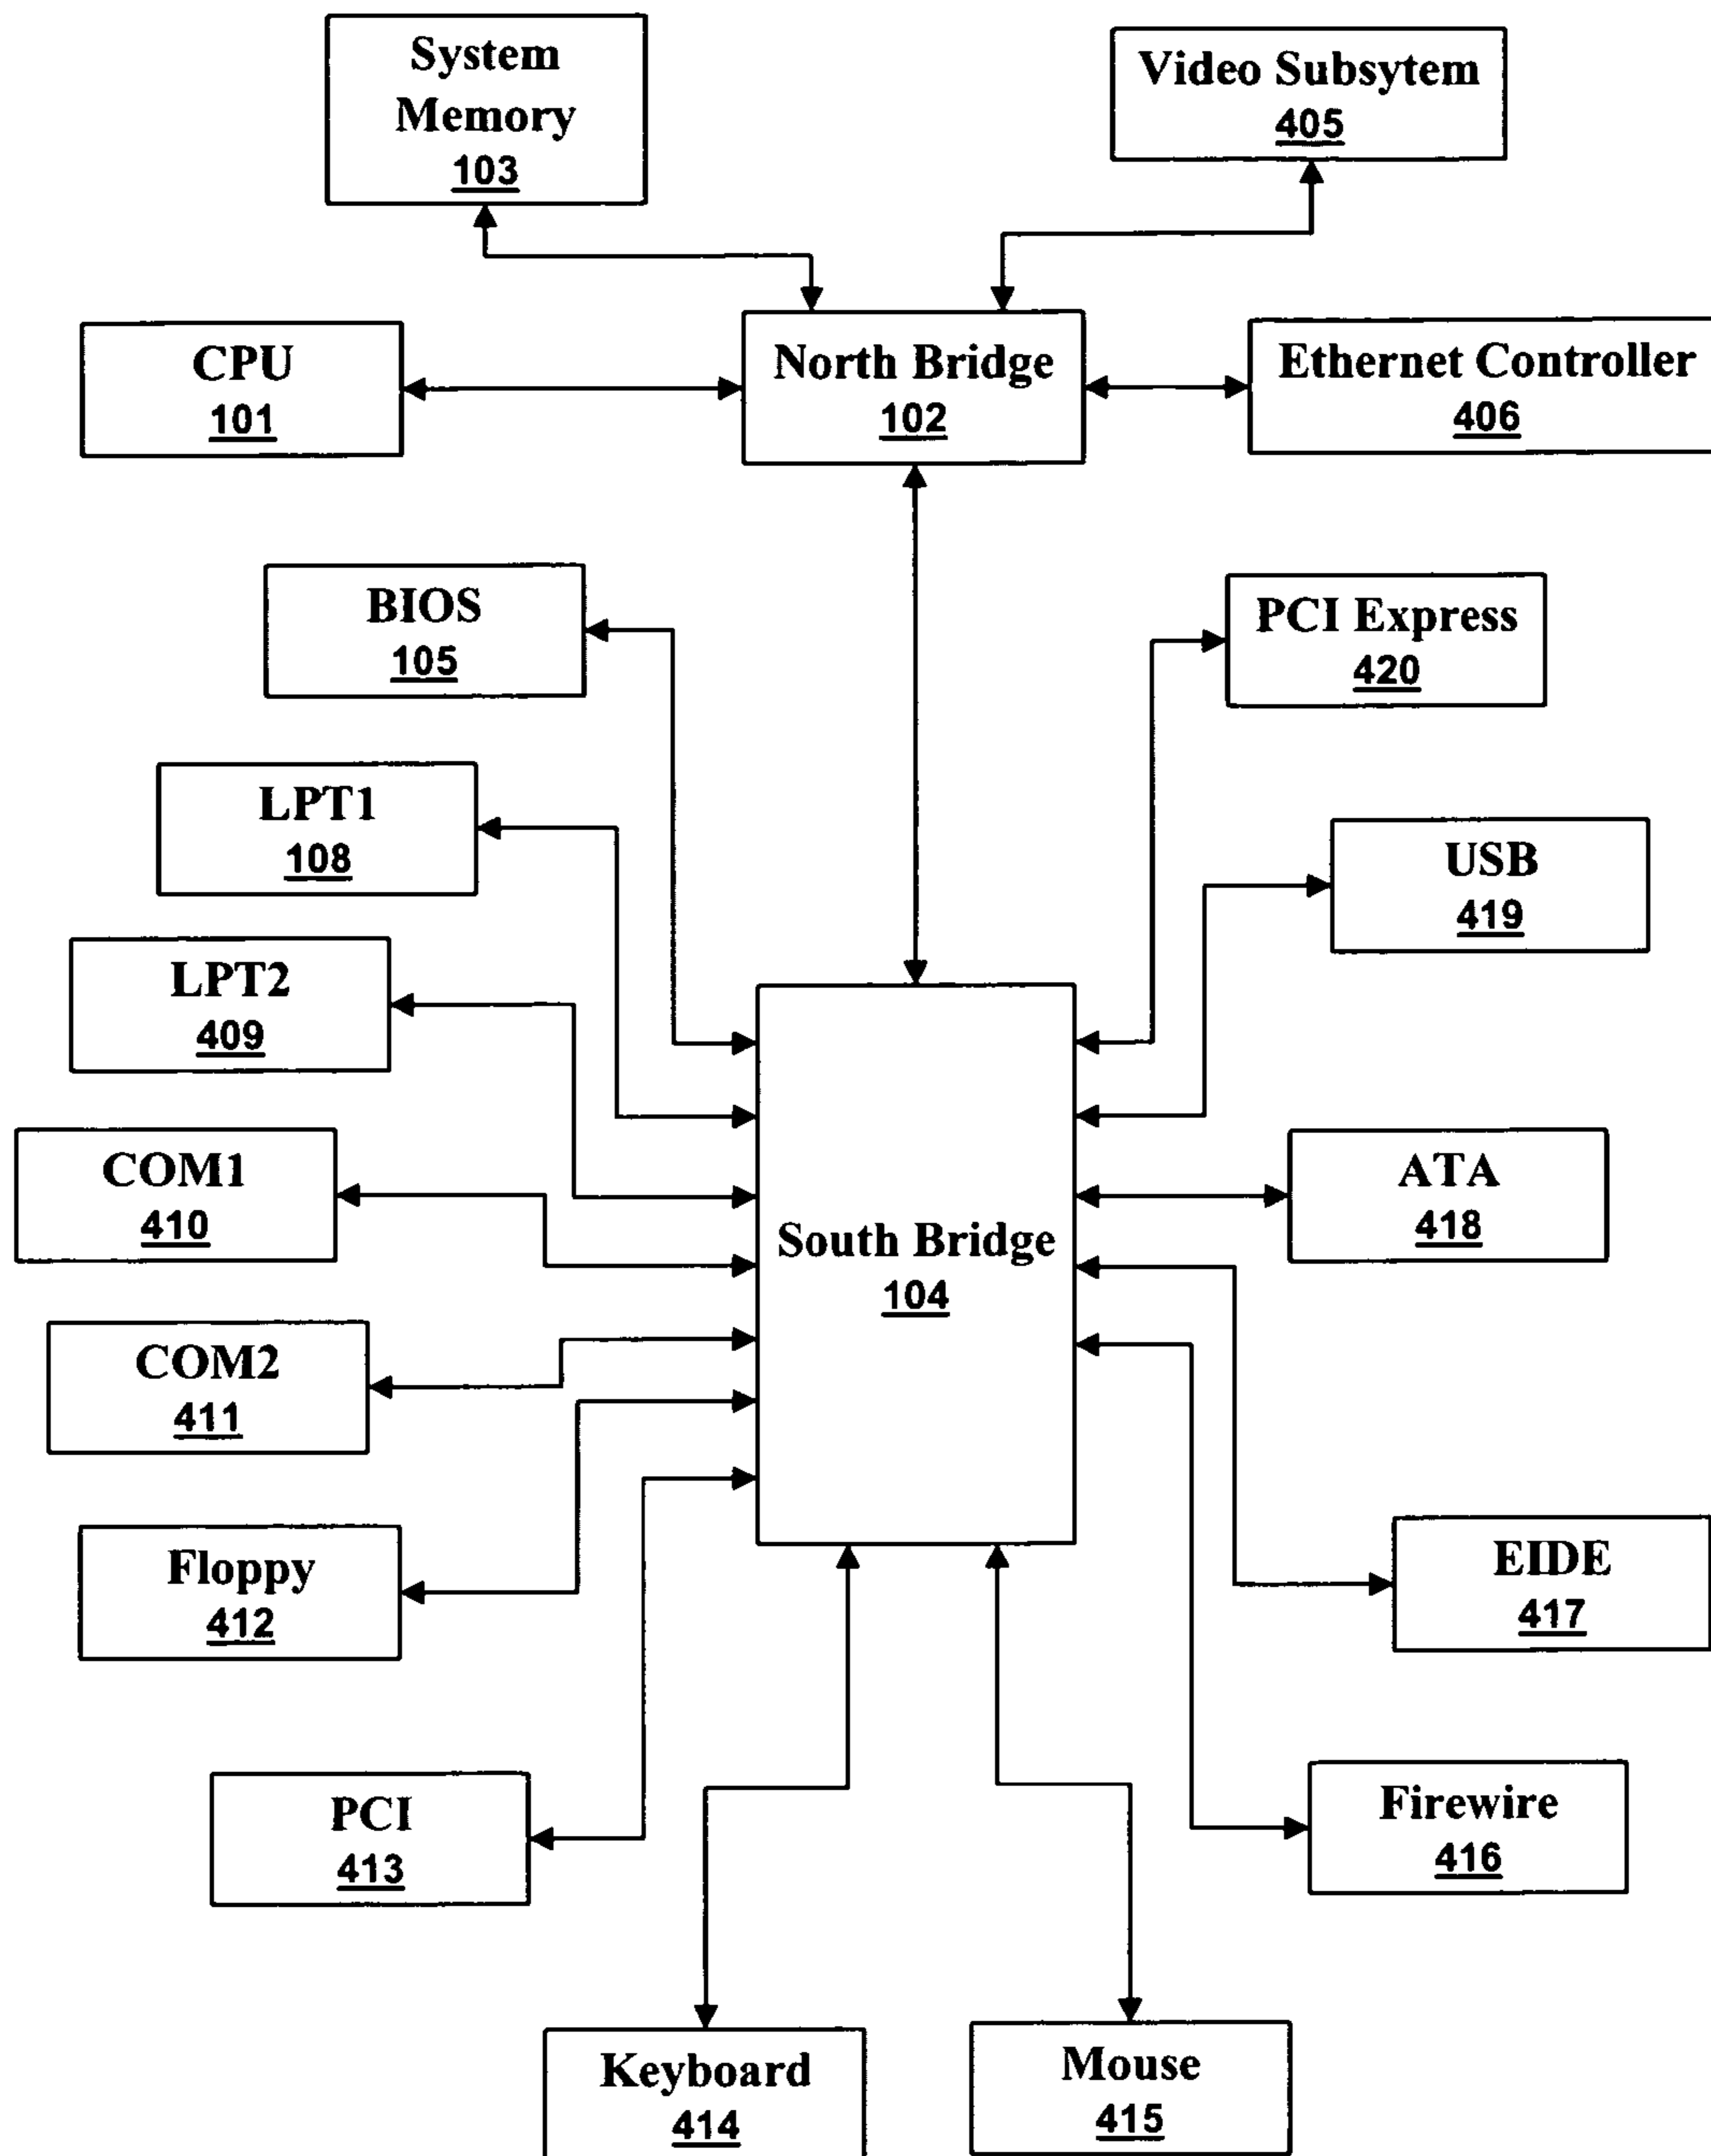 System
Memory
103
Video Subsytem
405
CPU
101
North Bridge
102
Ethernet Controller
406
BIOS
105
PCI Express
420
LPT1
108
USB
419
LPT2
409
COM1
410
ATA
418
South Bridge
104
COM2
411
Floppy
412
EIDE
417
PCI
413
Firewire
416
Keyboard
414
Mouse
415